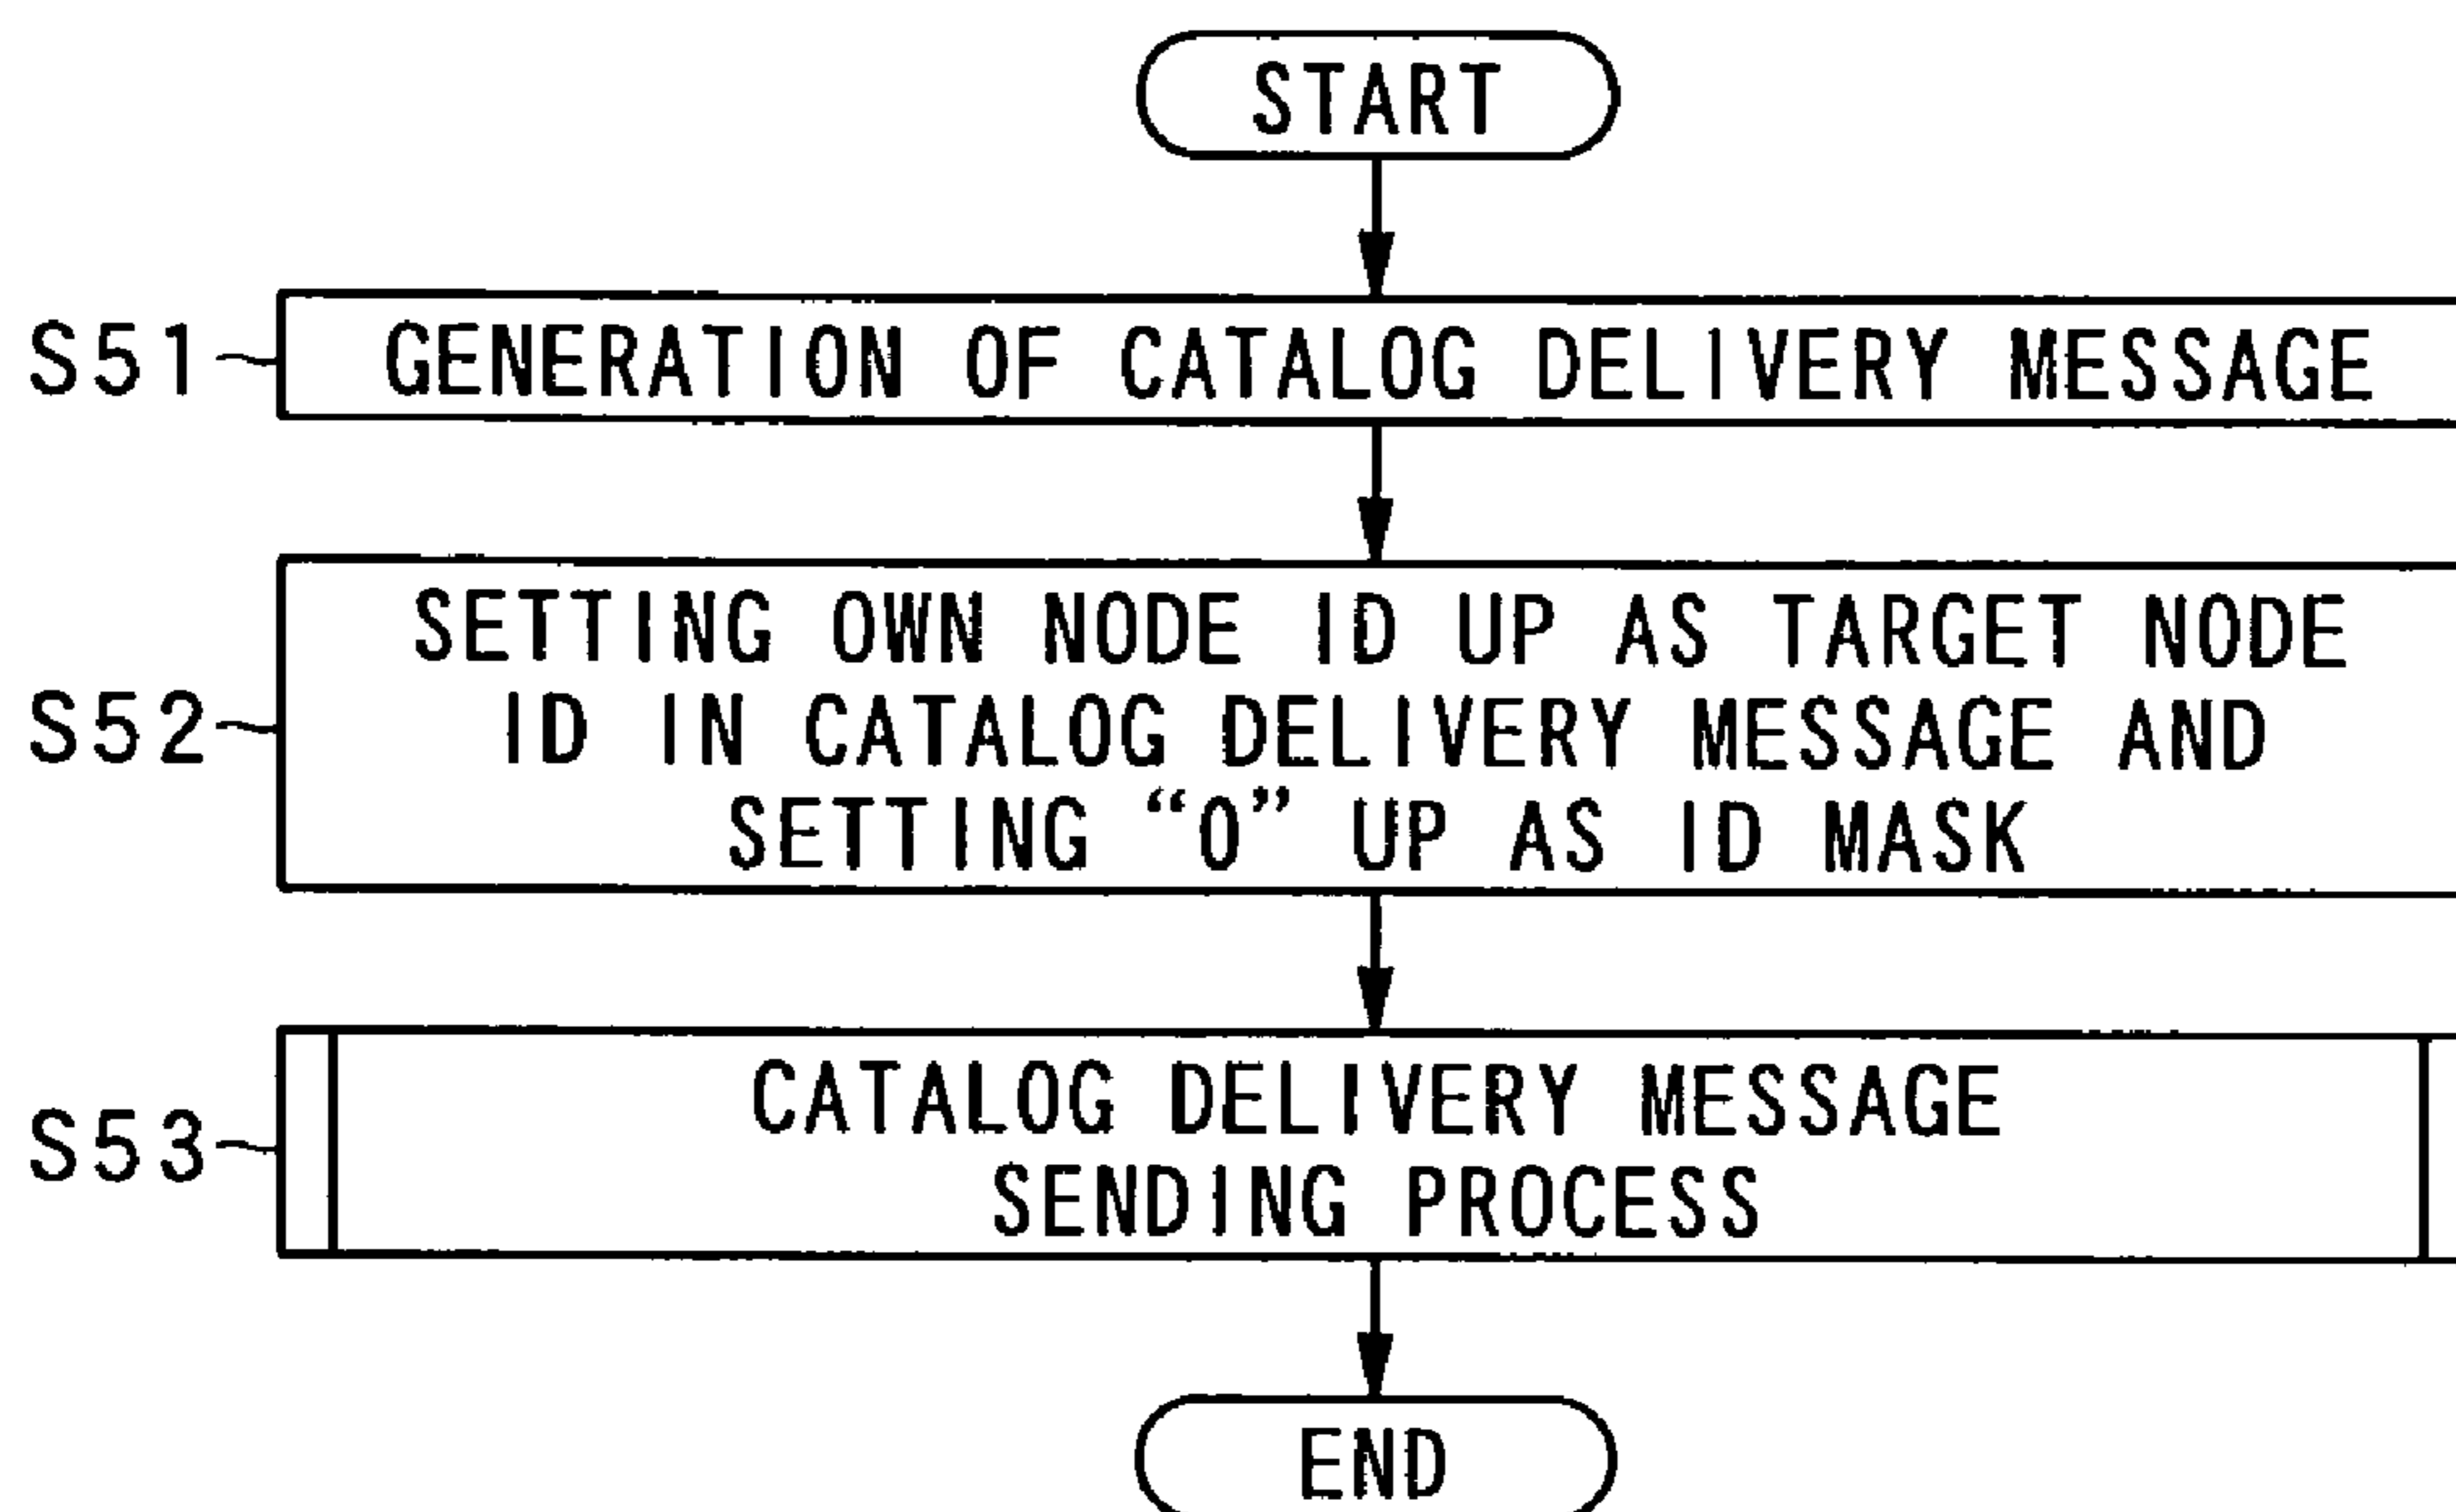 START
S51 GENERATION OF CATALOG DELIVERY MESSAGE
SETTING OWN NODE ID UP AS TARGET NODE
S52 ID IN CATALOG DELIVERY MESSAGE AND
SETTING “0” UP AS ID MASK
CATALOG DELIVERY MESSAGE
S53
SENDING PROCESS
END